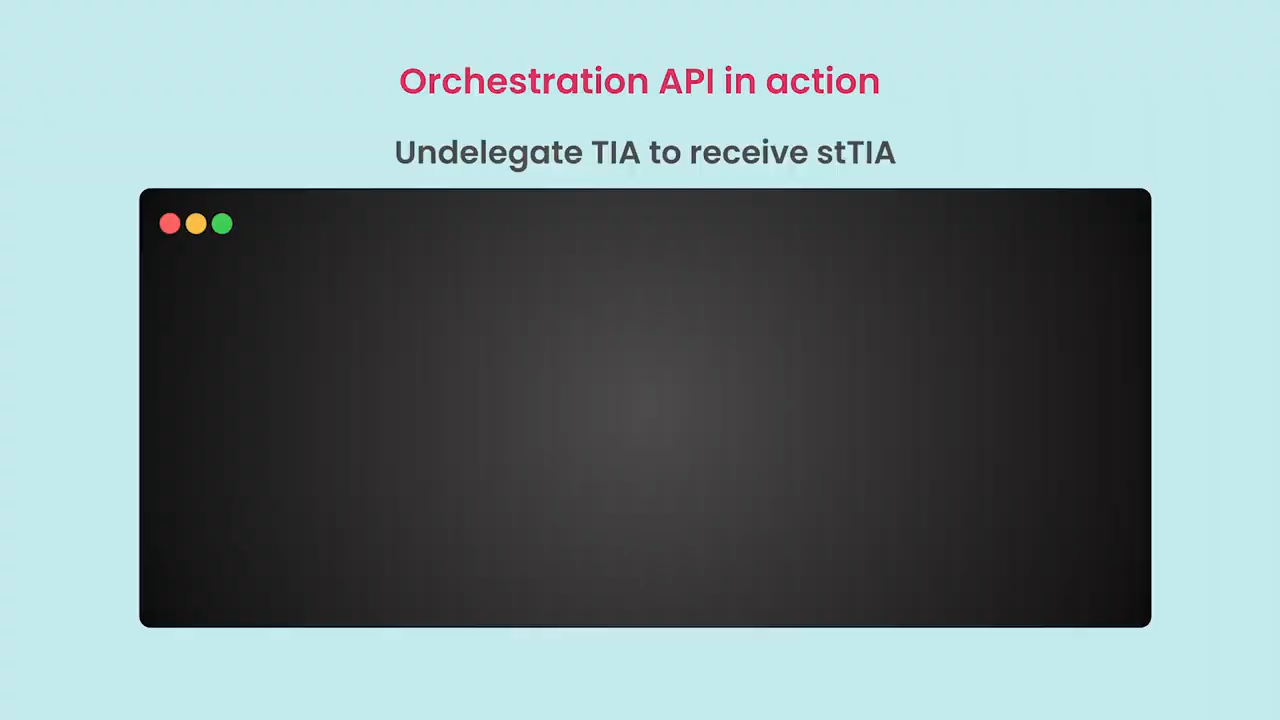 Orchestration API in action
Undelegate TIA to receive stTIA